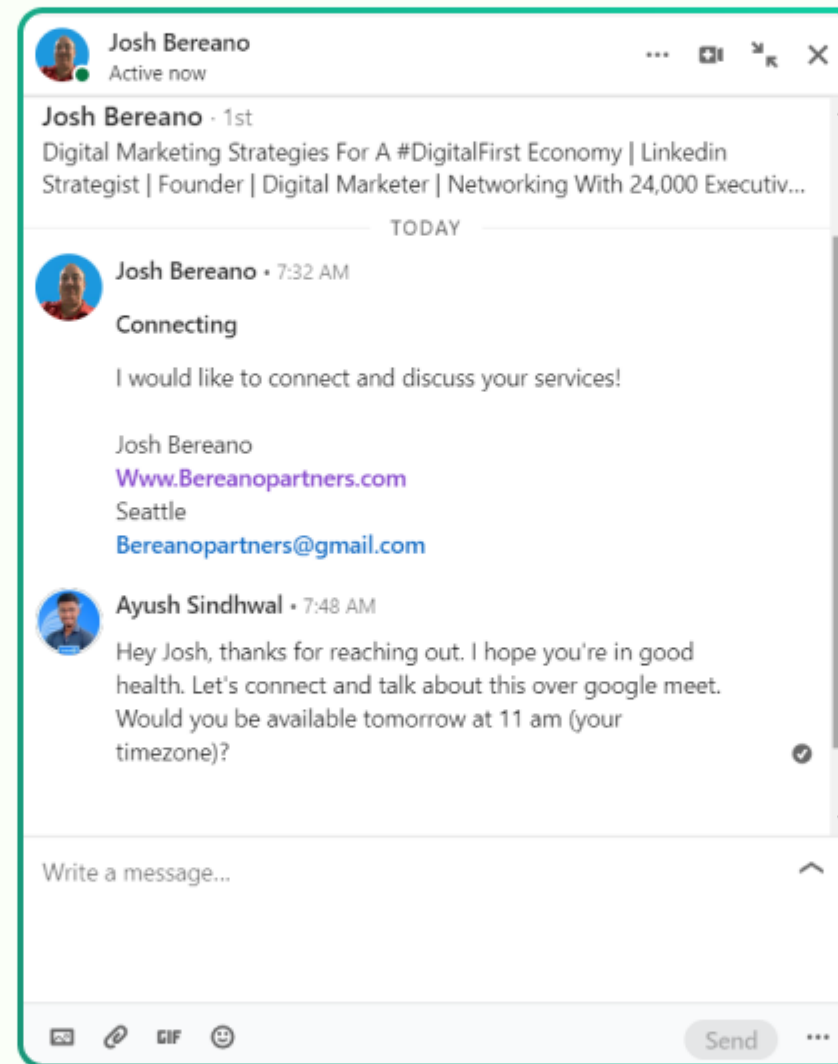 Josh Bereano
Active now
Josh Bereano · 1st
Digital Marketing Strategies For A #DigitalFirst Economy | Linkedin
Strategist | Founder | Digital Marketer | Networking With 24,000 Executiv...
TODAY
Josh Bereano • 7:32 AM
Connecting
I would like to connect and discuss your services!
Josh Bereano
Www.Bereanopartners.com
Seattle
Bereanopartners@gmail.com
Ayush Sindhwal • 7:48 AM
Hey Josh, thanks for reaching out. I hope you're in good
health. Let's connect and talk about this over google meet.
Would you be available tomorrow at 11 am (your
timezone)?
Write a message...
GIF
Send